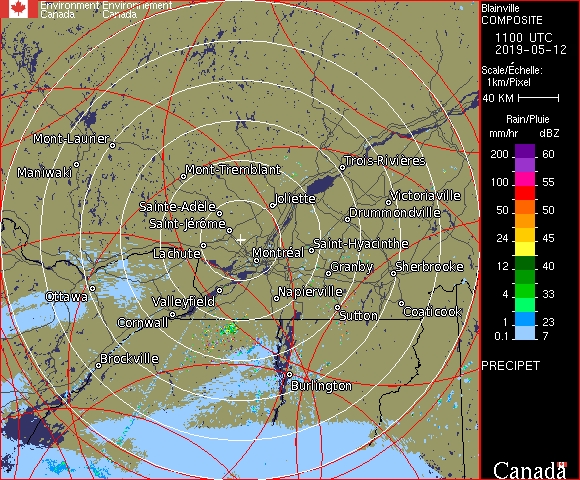 Environment Environnement
Canada Canada
Blainville
COMPOSITE
1100 UTC
2019-05-12
Scale/Échelle:
1km/Pixel
40 KM
Rain/Pluie
mm/hr dBZ
200 60
100 55
50 50
24 45
12 40
4 33
1 23
0.1 7
PRECIPET
Mont-Laurier
Maniwaki
Mont-Tremblant
Trois-Rivières
Sainte-Adèle
Joliette
Victoriaville
Saint-Jérôme
Drummondville
Lachute
Montréal
Saint-Hyacinthe
Granby
Sherbrooke
Ottawa
Valleyfield
Napierville
Cornwall
Sutton
Coaticook
Brockville
Burlington
Canada